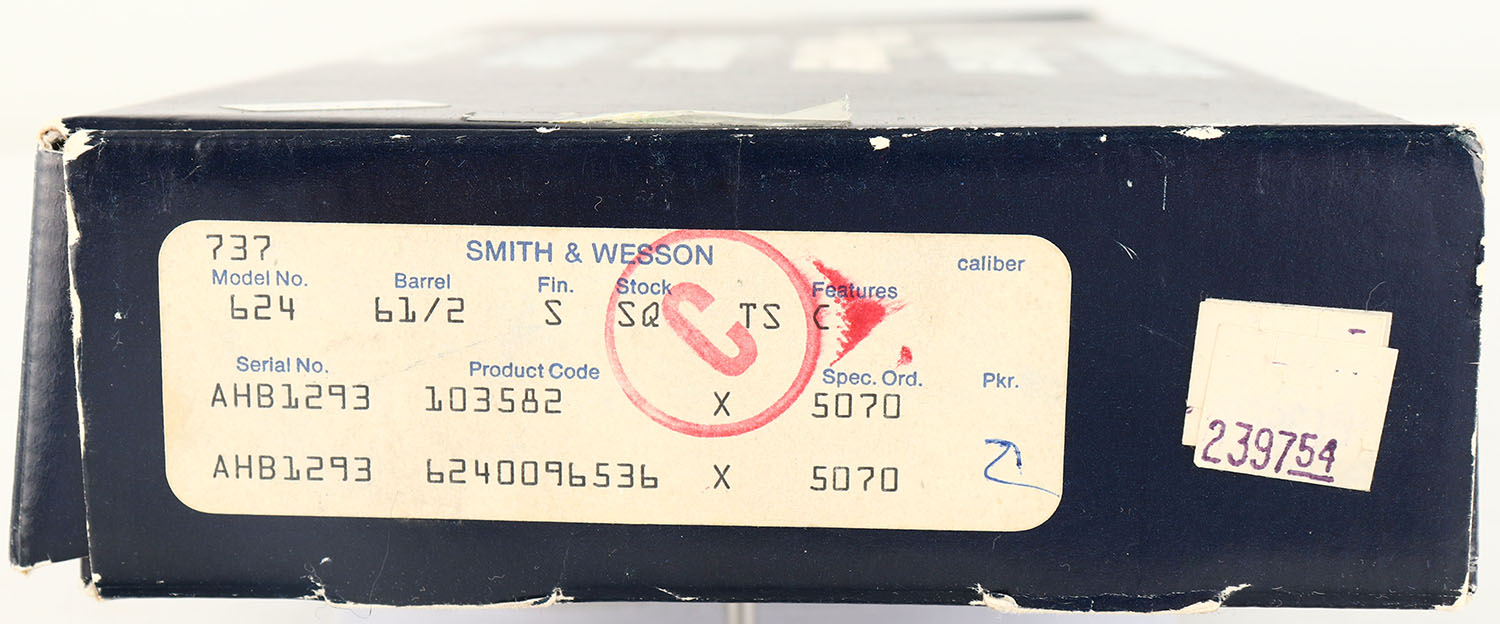 737 SMITH & WESSON caliber
Model No. Barrel Fin. Stock Features
624 61/2 S SQ TS C
C
Serial No. Product Code Spec. Ord. Pkr.
AHB1293 103582 X 5070
AHB1293 6240096536 X 5070
239754